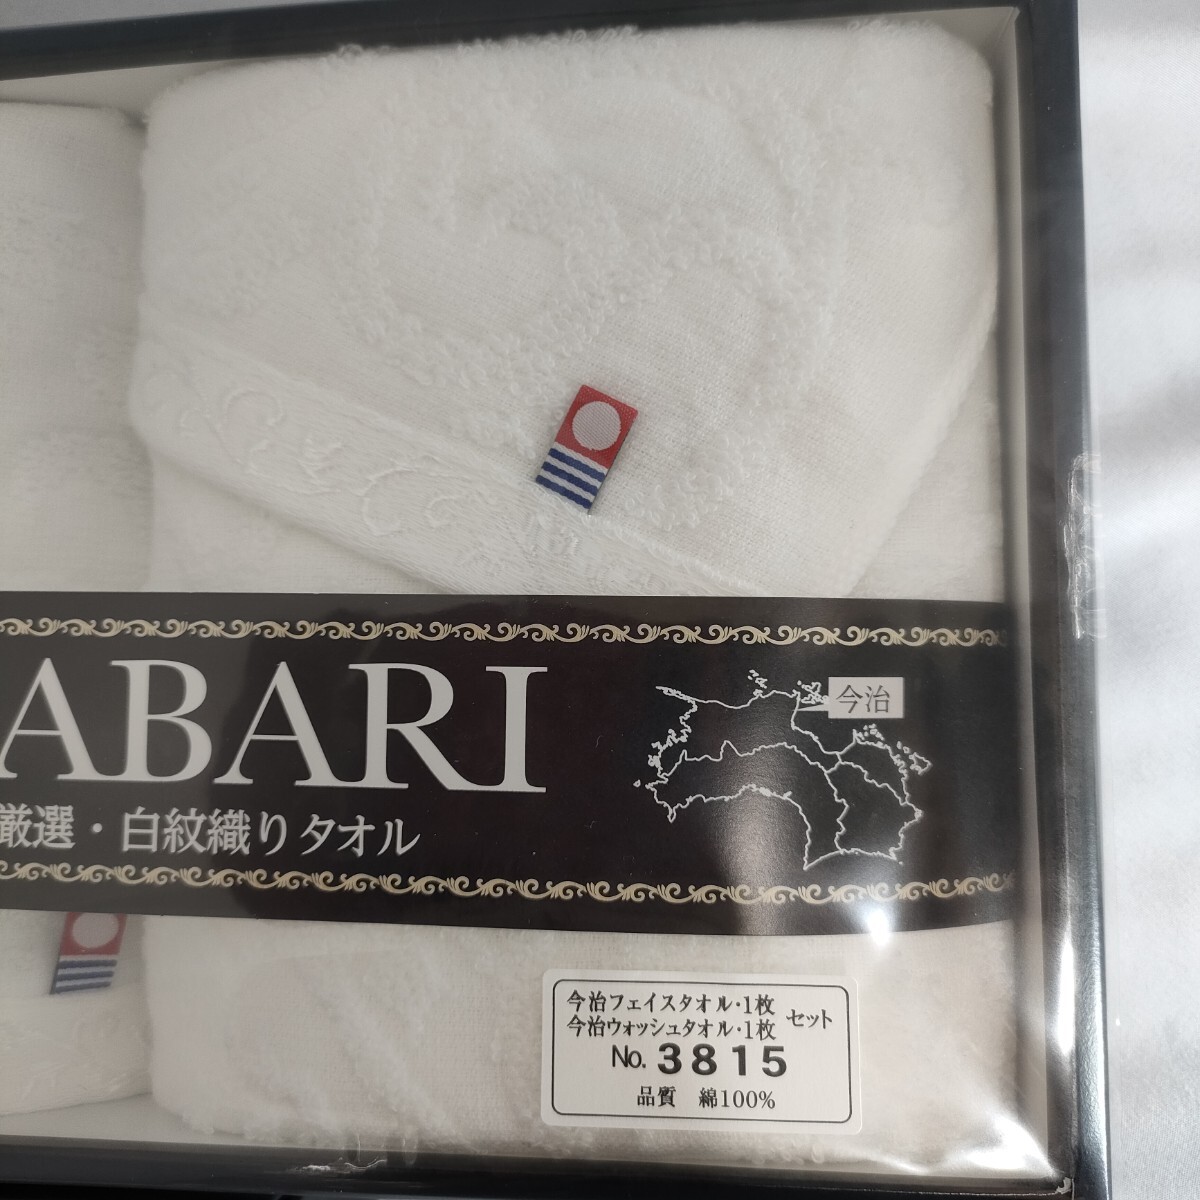 ABARI
今治
厳選・白紋織りタオル
今治フェイスタオル・1枚
今治ウォッシュタオル・1枚 セット
No. 3815
品質 綿100%